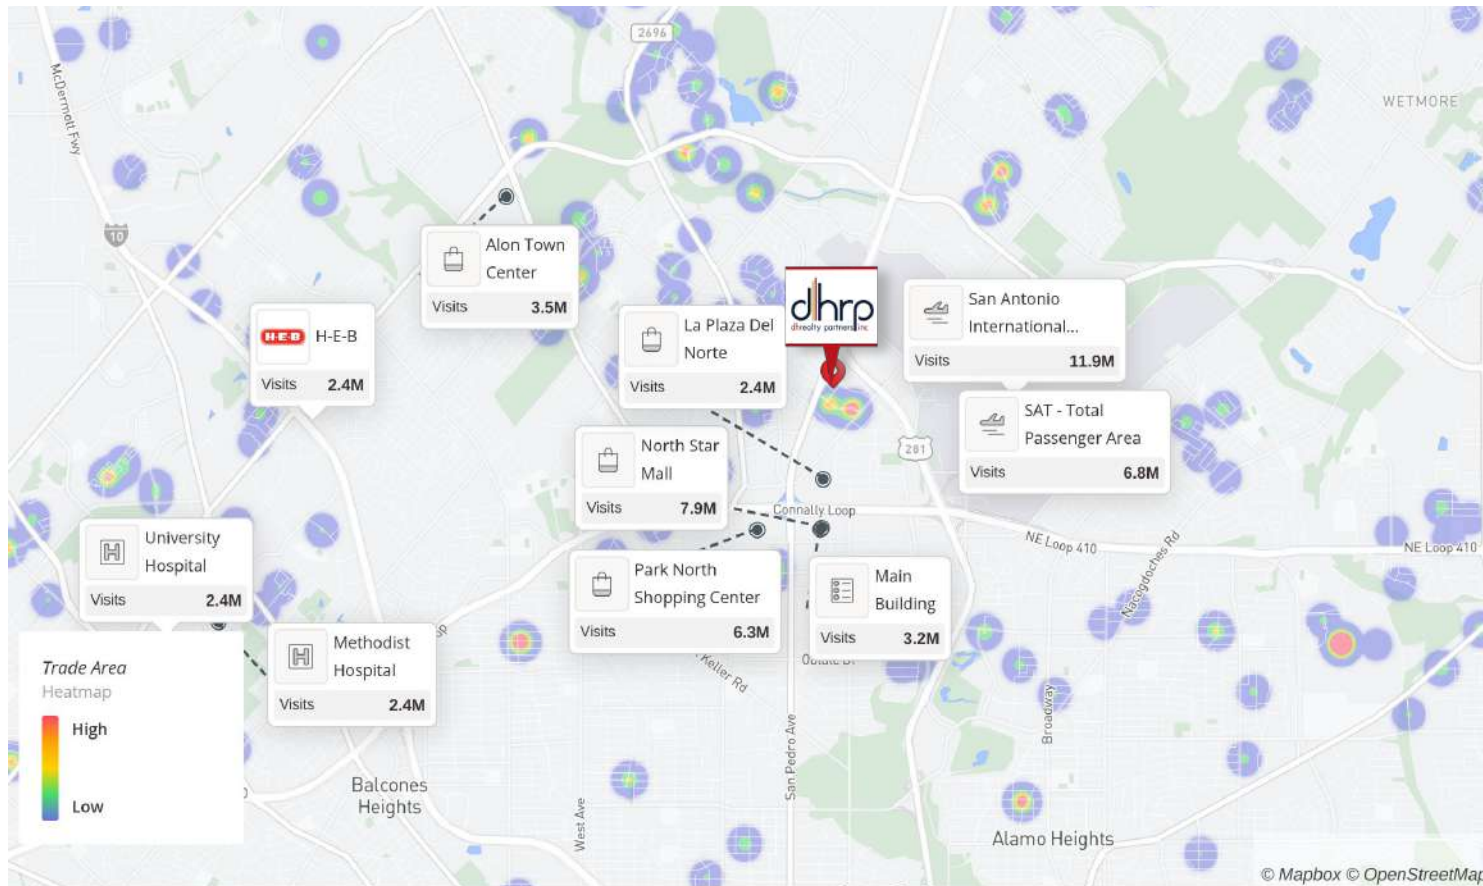 2696
McDermott Fwy
WETMORE
10
Alon Town
Center
Visits 3.5M
dhrp
dhrealty partners inc
San Antonio
International...
Visits 11.9M
H-E-B
H-E-B
Visits 2.4M
La Plaza Del
Norte
Visits 2.4M
SAT - Total
Passenger Area
Visits 6.8M
281
North Star
Mall
Visits 7.9M
Connally Loop
NE Loop 410
Nacogdoches Rd
NE Loop 410
University
Hospital
Visits 2.4M
Park North
Shopping Center
Visits 6.3M
Main
Building
Visits 3.2M
Methodist
Hospital
Visits 2.4M
Keller Rd
Trade Area
Heatmap
High
Low
Broadway
San Pedro Ave
West Ave
Balcones
Heights
Alamo Heights
© Mapbox © OpenStreetMap